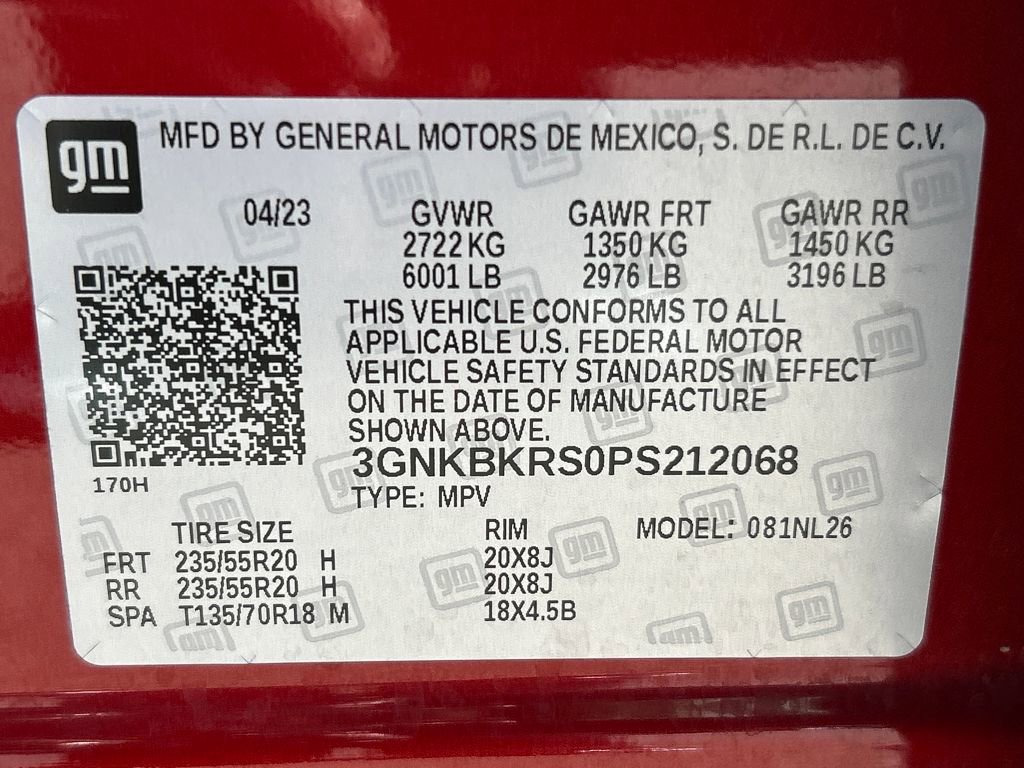 gm
MFD BY GENERAL MOTORS DE MEXICO, S. DE R.L. DE C.V.
04/23 GVWR GAWR FRT GAWR RR
2722 KG 1350 KG 1450 KG
6001 LB 2976 LB 3196 LB
THIS VEHICLE CONFORMS TO ALL
APPLICABLE U.S. FEDERAL MOTOR
VEHICLE SAFETY STANDARDS IN EFFECT
ON THE DATE OF MANUFACTURE
SHOWN ABOVE.
3GNKBKRS0PS212068
170H
TYPE: MPV
TIRE SIZE RIM MODEL: 081NL26
FRT 235/55R20 H 20X8J
RR 235/55R20 H 20X8J
SPA T135/70R18 M 18X4.5B